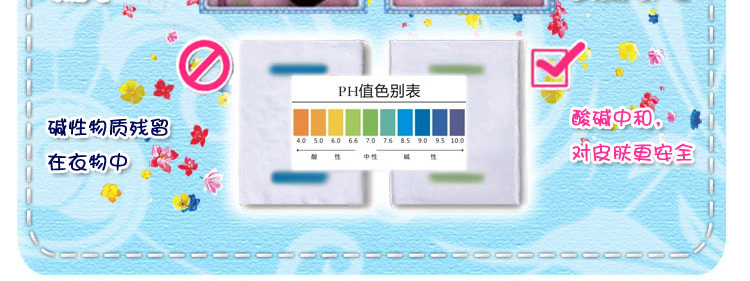 PH值色别表
4.0 5.0 6.0 6.6 7.0 7.6 8.5 9.0 9.5 10.0
酸 性 中性 碱 性
碱性物质残留
在衣物中
酸碱中和，
对皮肤更安全